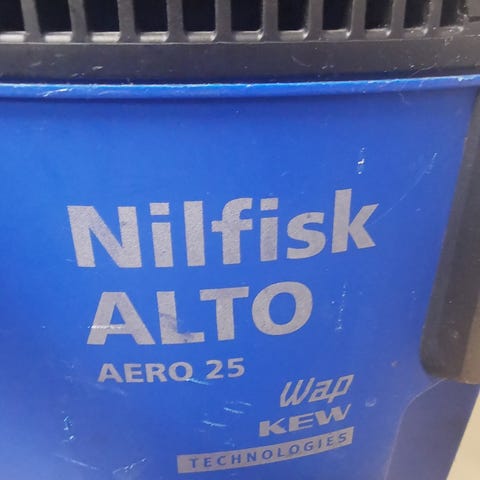 Nilfisk
ALTO
AERO 25
Wap
KEW
TECHNOLOGIES